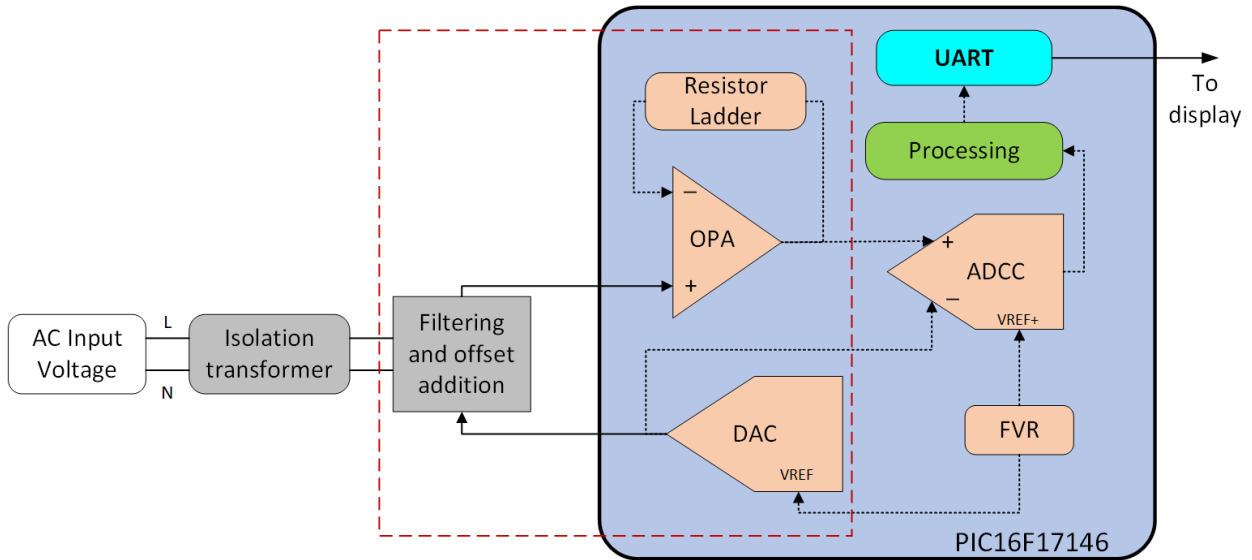 UART
To
display
Resistor
Ladder
Processing
−
OPA
+
+
ADCC
−
VREF+
L
AC Input
Voltage
N
Isolation
transformer
Filtering
and offset
addition
DAC
VREF
FVR
PIC16F17146